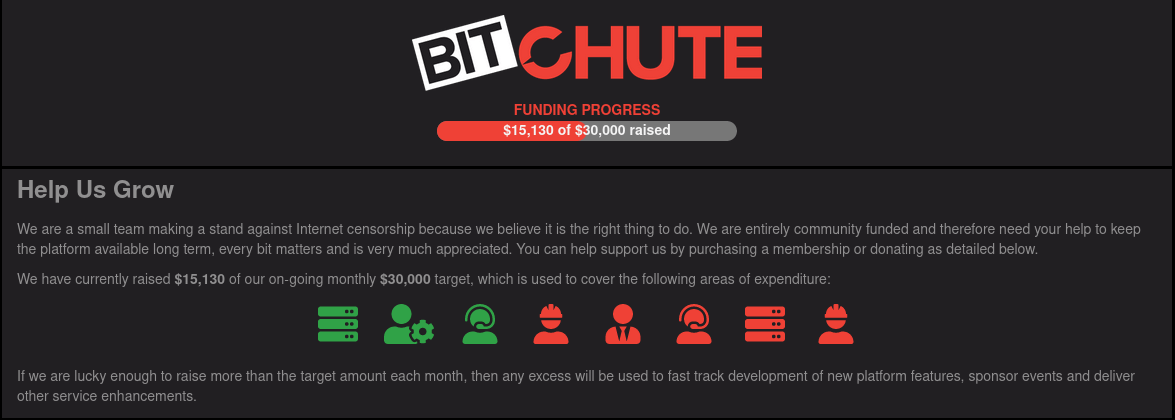 BITCHUTE
FUNDING PROGRESS
$15,130 of $30,000 raised
Help Us Grow
We are a small team making a stand against Internet censorship because we believe it is the right thing to do. We are entirely community funded and therefore need your help to keep
the platform available long term, every bit matters and is very much appreciated. You can help support us by purchasing a membership or donating as detailed below.
We have currently raised $15,130 of our on-going monthly $30,000 target, which is used to cover the following areas of expenditure:
If we are lucky enough to raise more than the target amount each month, then any excess will be used to fast track development of new platform features, sponsor events and deliver
other service enhancements.